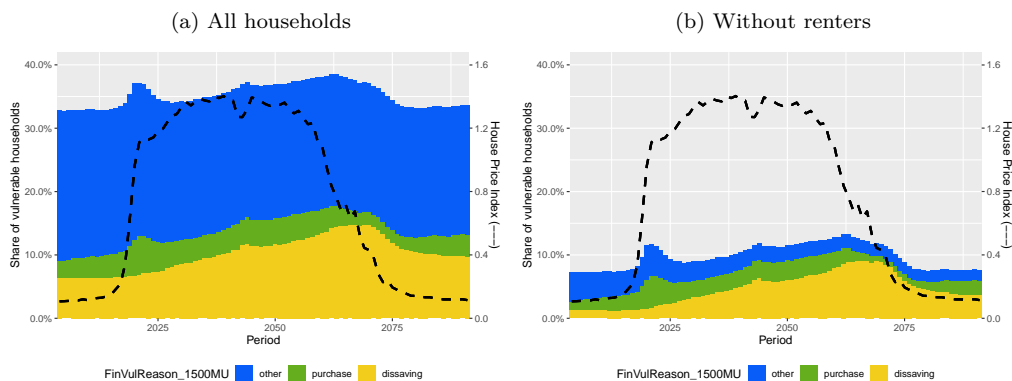 (a) All households
(b) Without renters
40.0%
30.0%
20.0%
10.0%
0.0%
Share of vulnerable households
1.6
1.2
0.8
0.4
0.0
House Price Index (−−−)
2025
2050
2075
Period
FinVulReason_1500MU other purchase dissaving
40.0%
30.0%
20.0%
10.0%
0.0%
Share of vulnerable households
1.6
1.2
0.8
0.4
0.0
House Price Index (−−−)
2025
2050
2075
Period
FinVulReason_1500MU other purchase dissaving